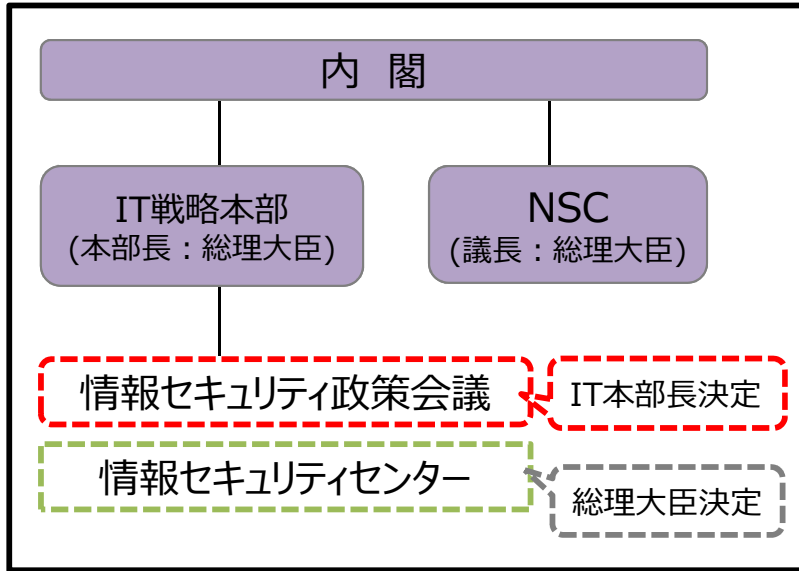 内 閣
IT戦略本部
(本部長：総理大臣)
NSC
(議長：総理大臣)
情報セキュリティ政策会議
IT本部長決定
情報セキュリティセンター
総理大臣決定